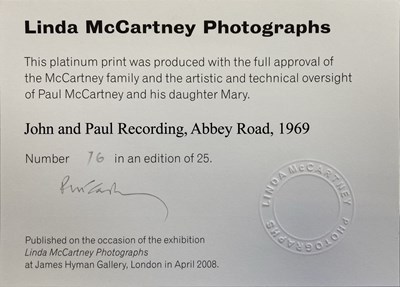 Linda McCartney Photographs
This platinum print was produced with the full approval of
the McCartney family and the artistic and technical oversight
of Paul McCartney and his daughter Mary.
John and Paul Recording, Abbey Road, 1969
Number 16 in an edition of 25.
LINDA McCARTNEY PHOTOGRAPHS
Published on the occasion of the exhibition
Linda McCartney Photographs
at James Hyman Gallery, London in April 2008.